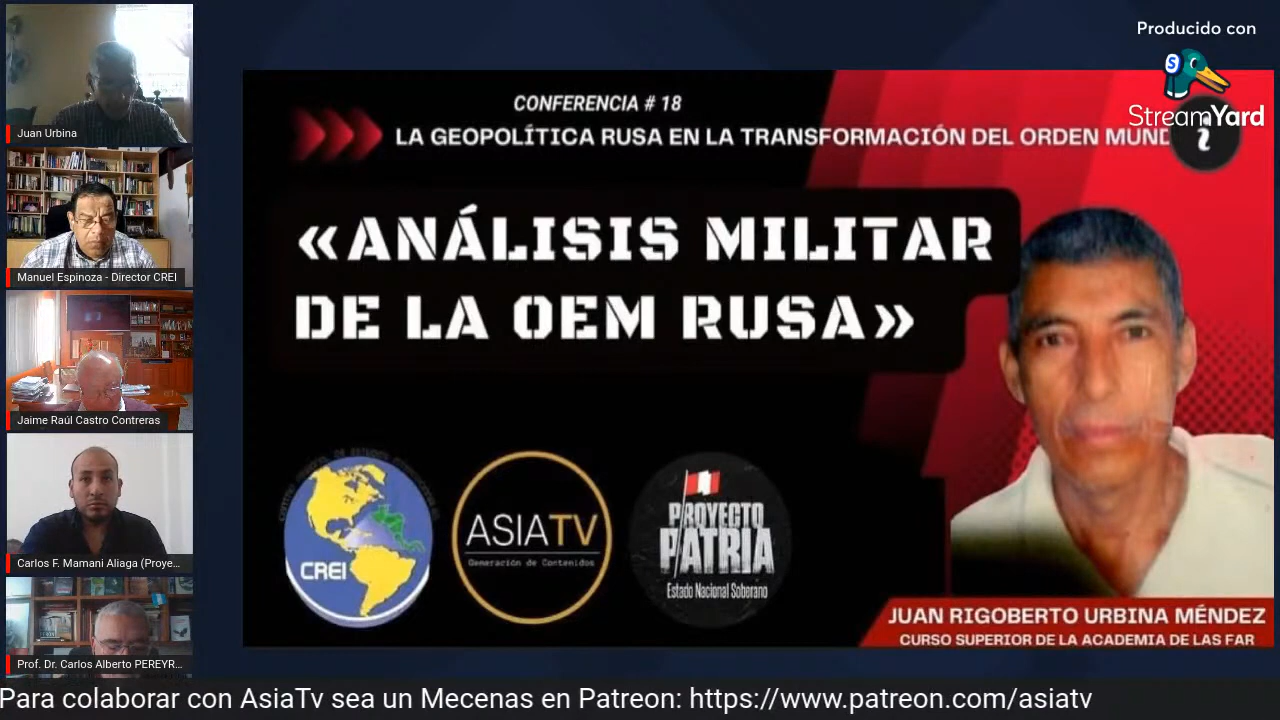 Producido con
StreamYard
CONFERENCIA # 18
LA GEOPOLÍTICA RUSA EN LA TRANSFORMACIÓN DEL ORDEN
«ANÁLISIS MILITAR
DE LA OEM RUSA»
CREI
ASIATV
Generación de Contenidos
PROYECTO
PATRIA
Estado Nacional Soberano
JUAN RIGOBERTO URBINA MÉNDEZ
CURSO SUPERIOR DE LA ACADEMIA DE LAS FAR
Juan Urbina
Manuel Espinoza - Director CREI
Jaime Raúl Castro Contreras
Carlos F. Mamani Aliaga (Proye...
Prof. Dr. Carlos Alberto PEREYR...
Para colaborar con AsiaTv sea un Mecenas en Patreon: https://www.patreon.com/asiatv